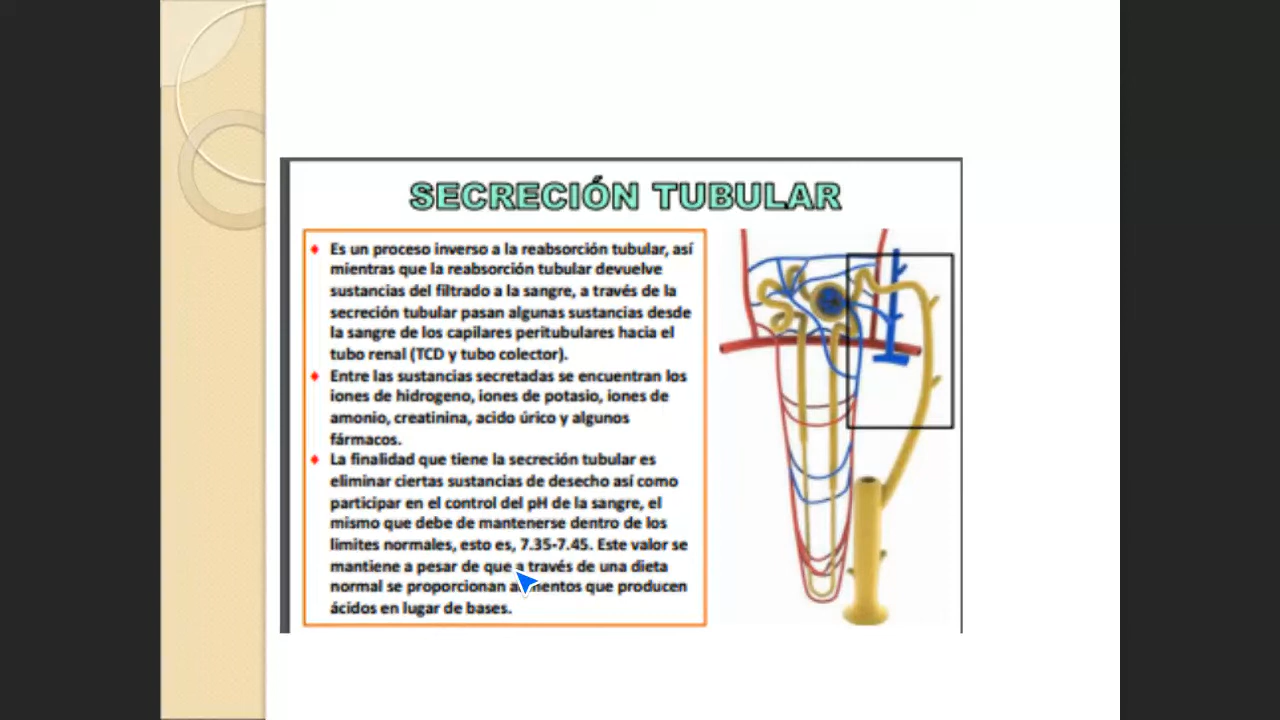 SECRECIÓN TUBULAR
Es un proceso inverso a la reabsorción tubular, así
mientras que la reabsorción tubular devuelve
sustancias del filtrado a la sangre, a través de la
secreción tubular pasan algunas sustancias desde
la sangre de los capilares peritubulares hacia el
tubo renal (TCD y tubo colector).
Entre las sustancias secretadas se encuentran los
iones de hidrogeno, iones de potasio, iones de
amonio, creatinina, acido úrico y algunos
fármacos.
La finalidad que tiene la secreción tubular es
eliminar ciertas sustancias de desecho así como
participar en el control del pH de la sangre, el
mismo que debe de mantenerse dentro de los
limites normales, esto es, 7.35-7.45. Este valor se
mantiene a pesar de que a través de una dieta
normal se proporcionan alimentos que producen
ácidos en lugar de bases.